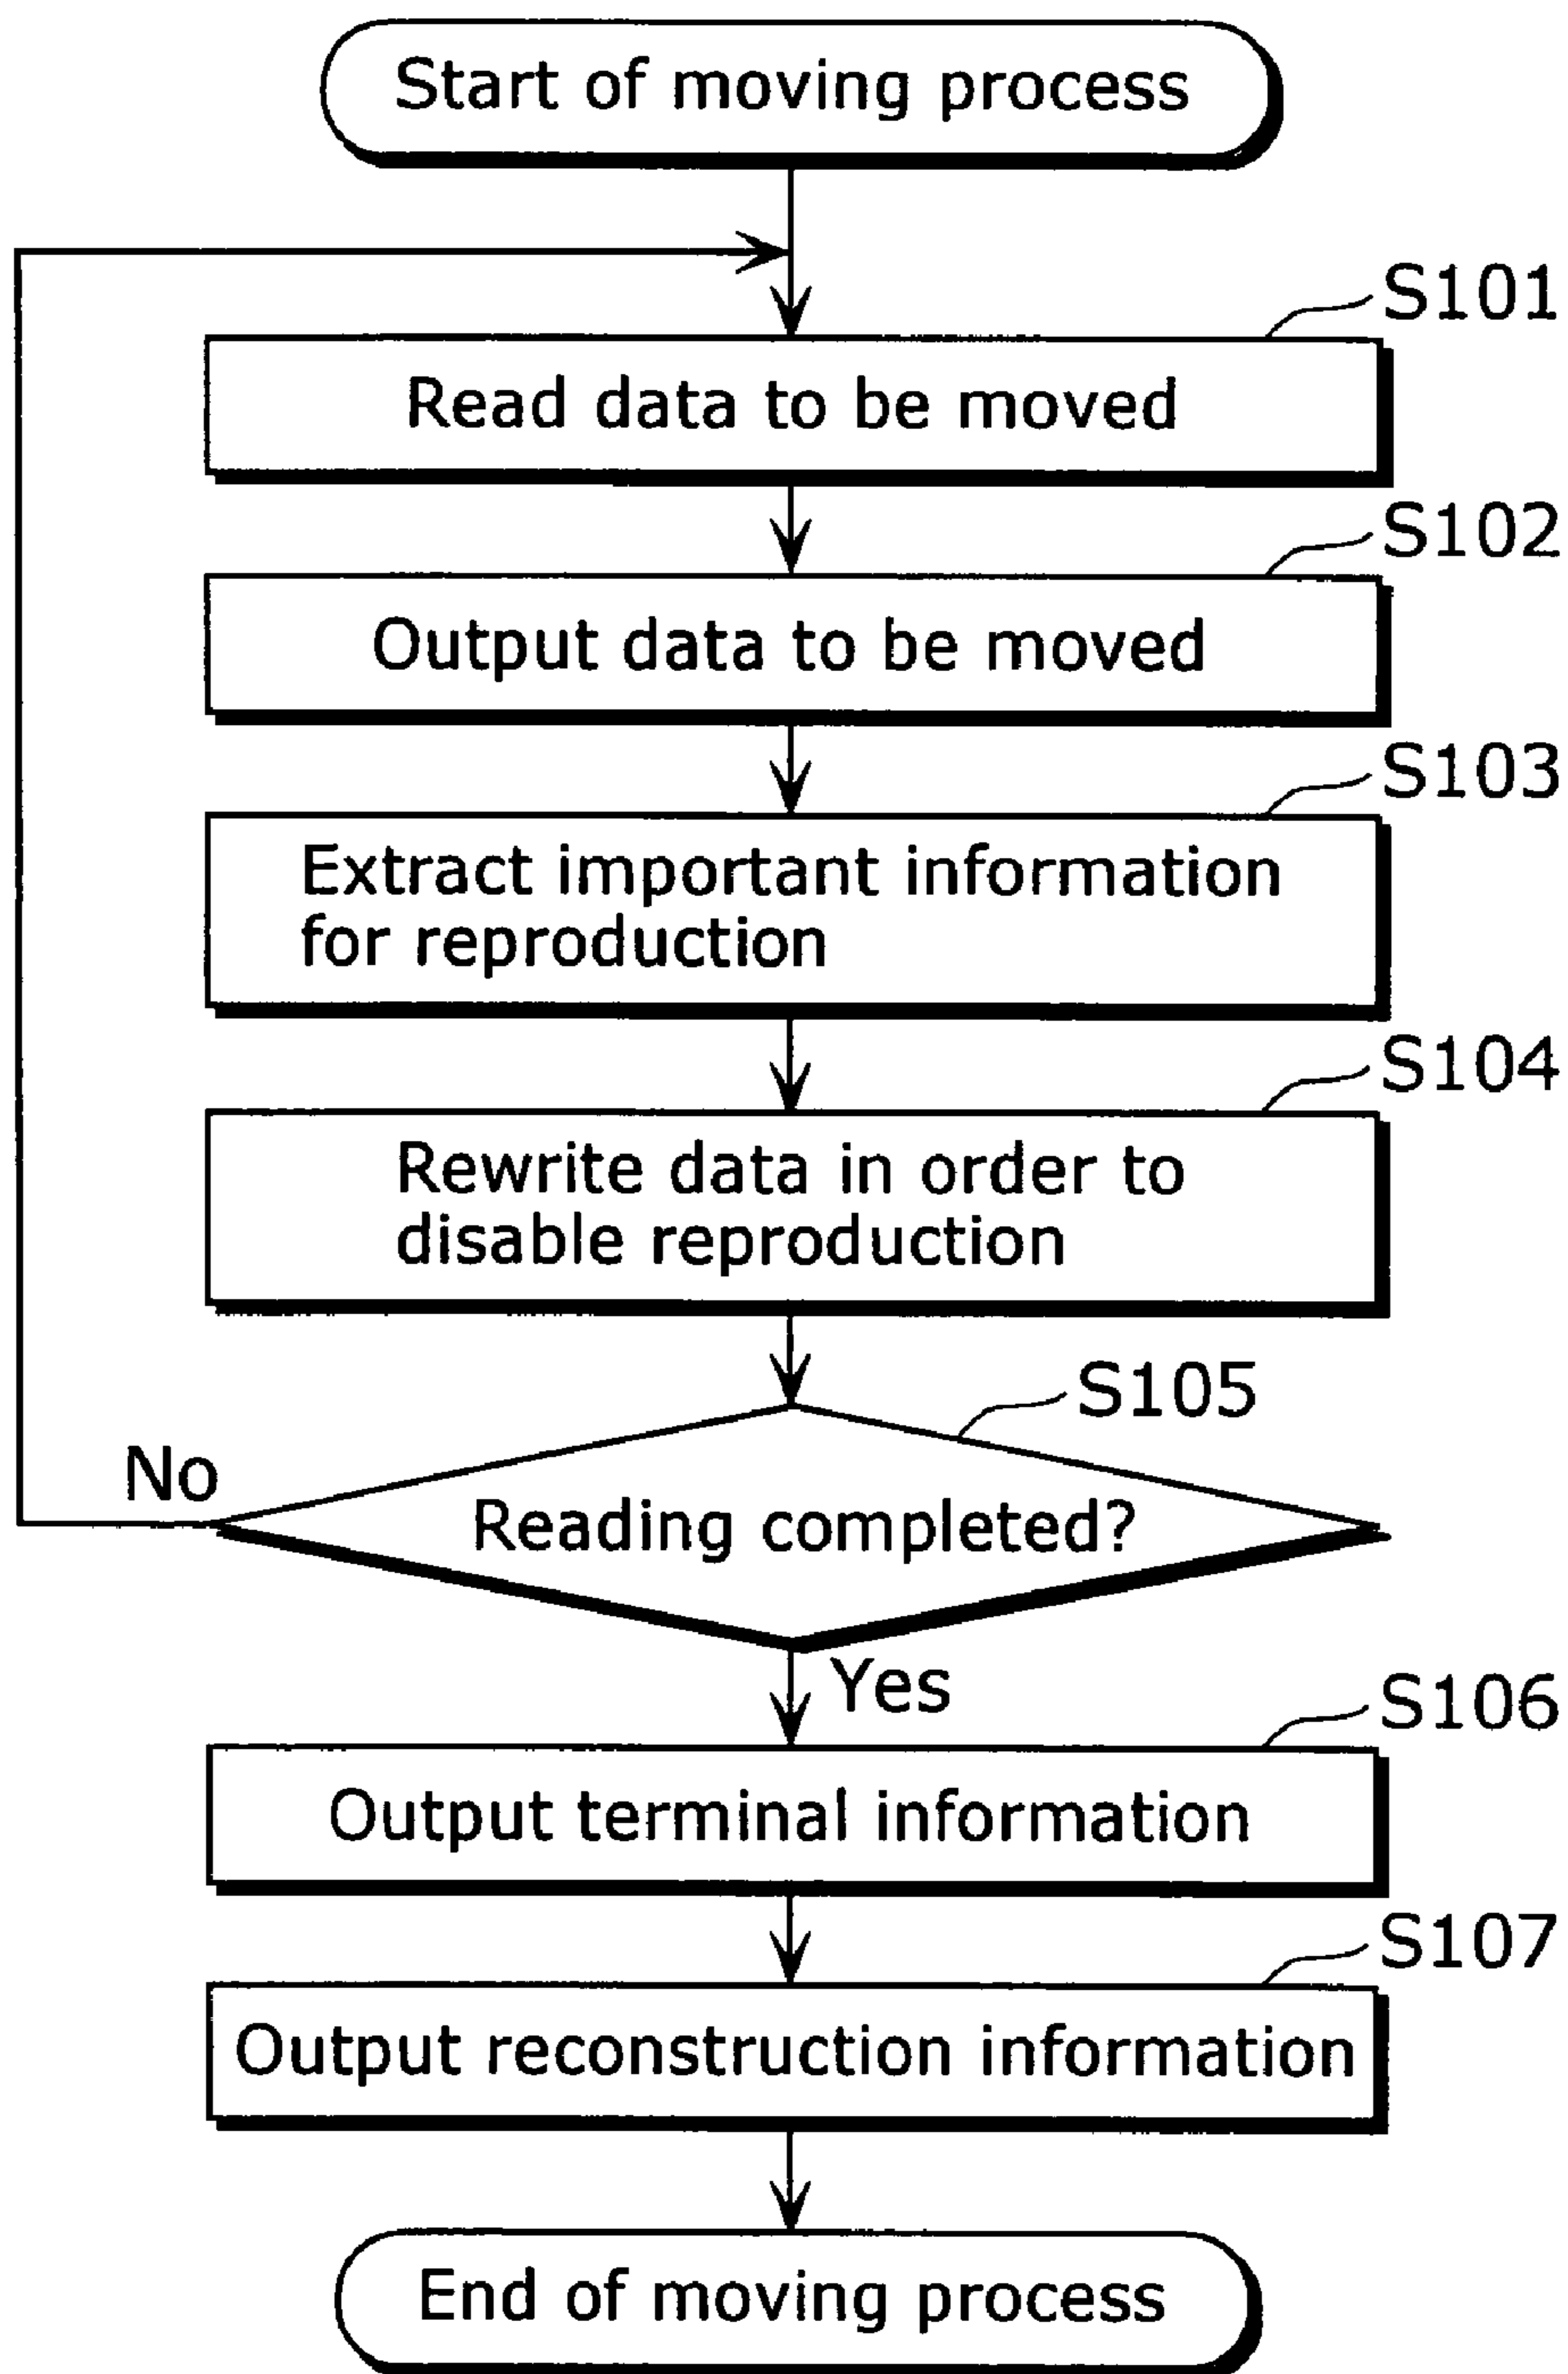 Start of moving process
S101
Read data to be moved
S102
Output data to be moved
S103
Extract important information
for reproduction
S104
Rewrite data in order to
disable reproduction
S105
No
Reading completed?
Yes
S106
Output terminal information
S107
Output reconstruction information
End of moving process